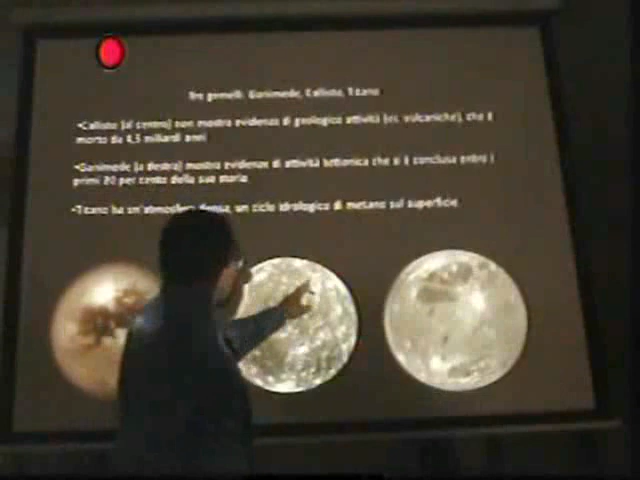 Tre gemelli: Ganimede, Callisto, Titano
•Callisto (al centro) non mostra evidenze di geologica attività (es. vulcaniche), che è
morto da 4,5 miliardi anni
•Ganimede (a destra) mostra evidenze di attività tettonica che si è conclusa entro i
primi 20 per cento della sua storia
•Titano ha un'atmosfera densa, un ciclo idrologico di metano sul superficie